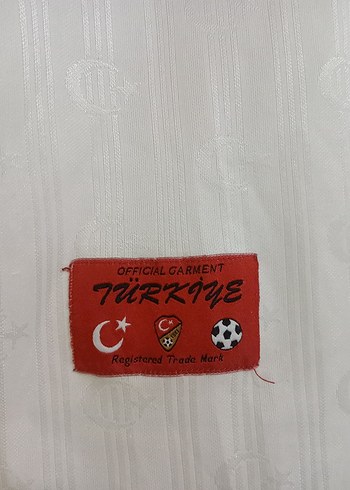 OFFICIAL GARMENT
TÜRKİYE
Registered Trade Mark